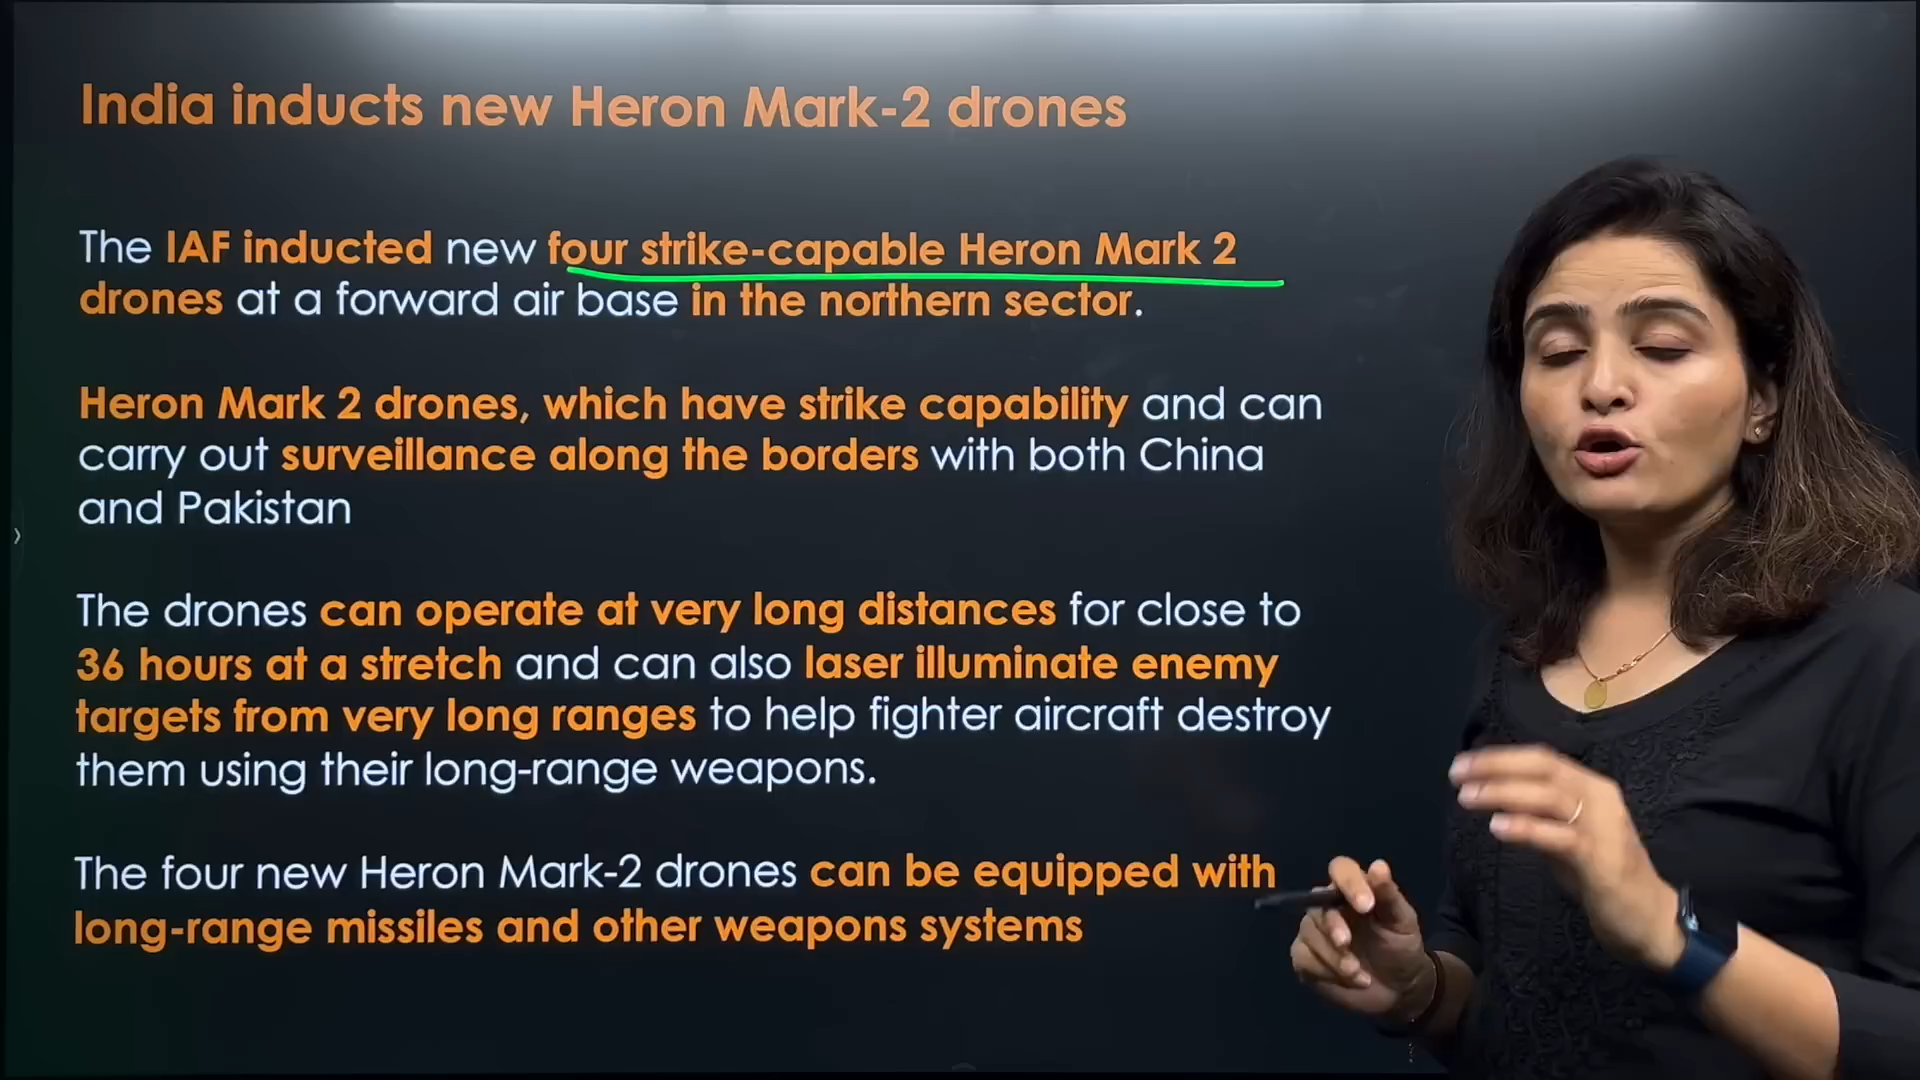 India inducts new Heron Mark-2 drones
The IAF inducted new four strike-capable Heron Mark 2
drones at a forward air base in the northern sector.
Heron Mark 2 drones, which have strike capability and can
carry out surveillance along the borders with both China
and Pakistan
The drones can operate at very long distances for close to
36 hours at a stretch and can also laser illuminate enemy
targets from very long ranges to help fighter aircraft destroy
them using their long-range weapons.
The four new Heron Mark-2 drones can be equipped with
long-range missiles and other weapons systems